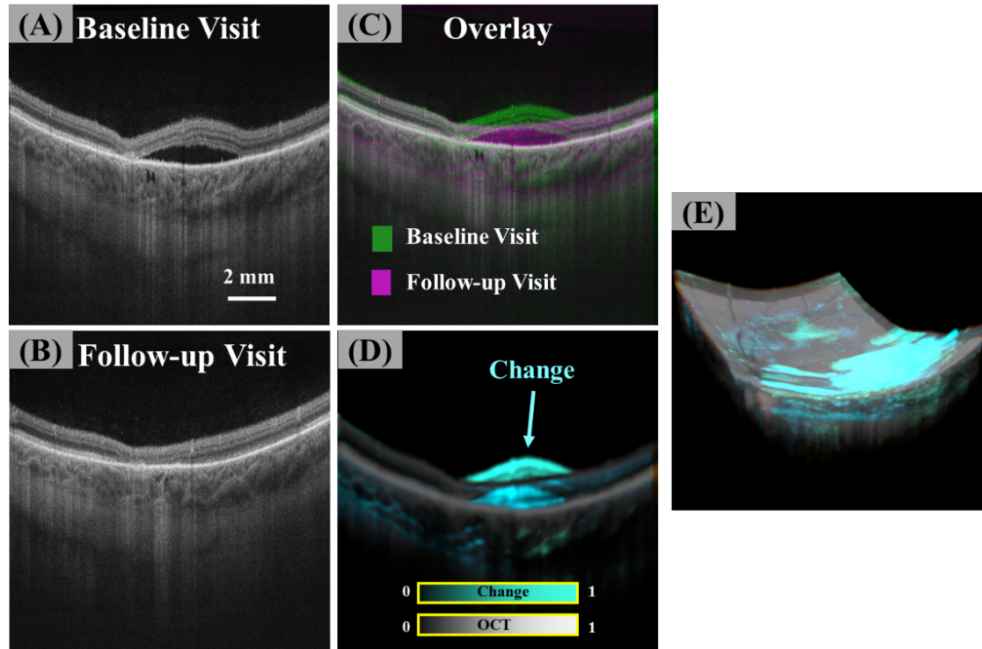 (A) Baseline Visit
2 mm
(B) Follow-up Visit
(C) Overlay
Baseline Visit
Follow-up Visit
(D)
Change
0 Change 1
0 OCT 1
(E)